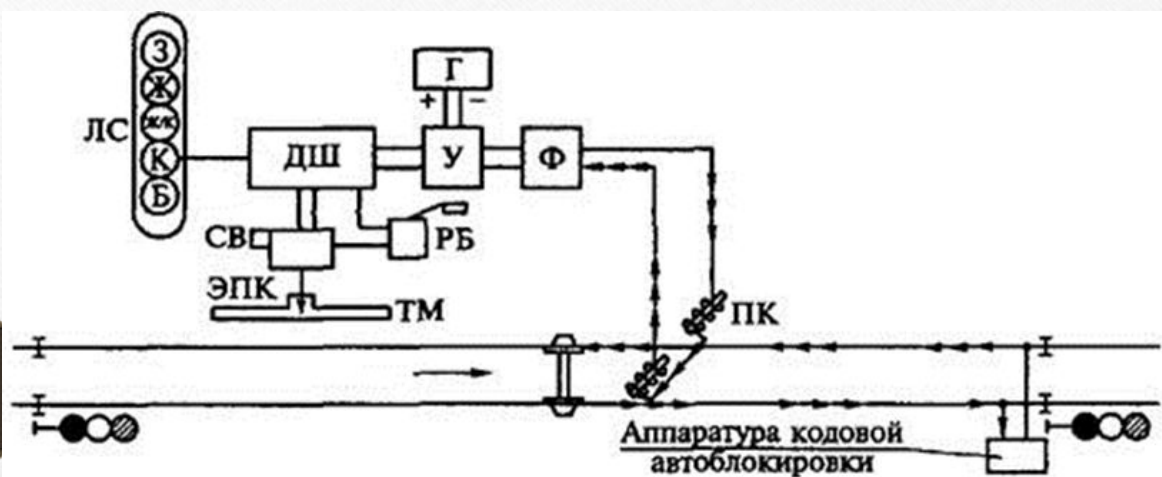 З
Ж
Ж/К
К
Б
ЛС
Г
+ −
ДШ
У
Ф
СВ
РБ
ЭПК
ТМ
ПК
Аппаратура кодовой
автоблокировки